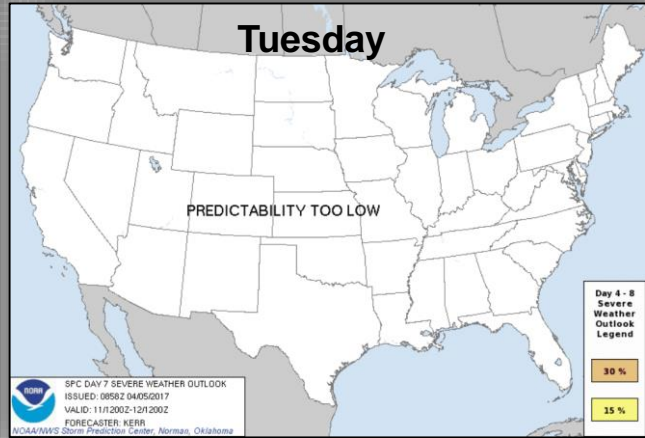 Tuesday
PREDICTABILITY TOO LOW
Day 4 - 8
Severe
Weather
Outlook
Legend
30 %
15 %
NOAA
SPC DAY 7 SEVERE WEATHER OUTLOOK
ISSUED: 0858Z 04/05/2017
VALID: 11/1200Z-12/1200Z
FORECASTER: KERR
NOAA/NWS Storm Prediction Center, Norman, Oklahoma